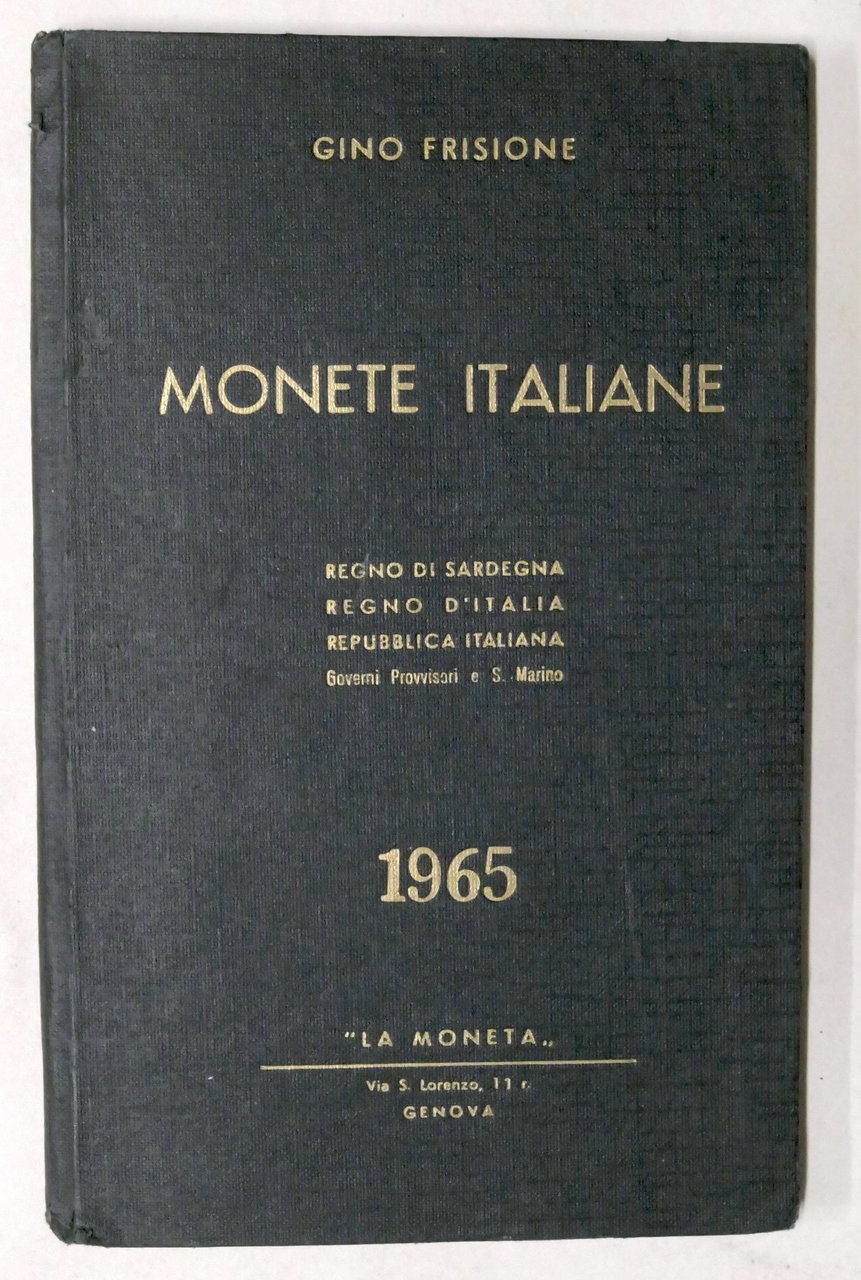 GINO FRISIONE
MONETE ITALIANE
REGNO DI SARDEGNA
REGNO D'ITALIA
REPUBBLICA ITALIANA
Governi Provvisori e S. Marino
1965
"LA MONETA„
Via S. Lorenzo, 11 r.
GENOVA